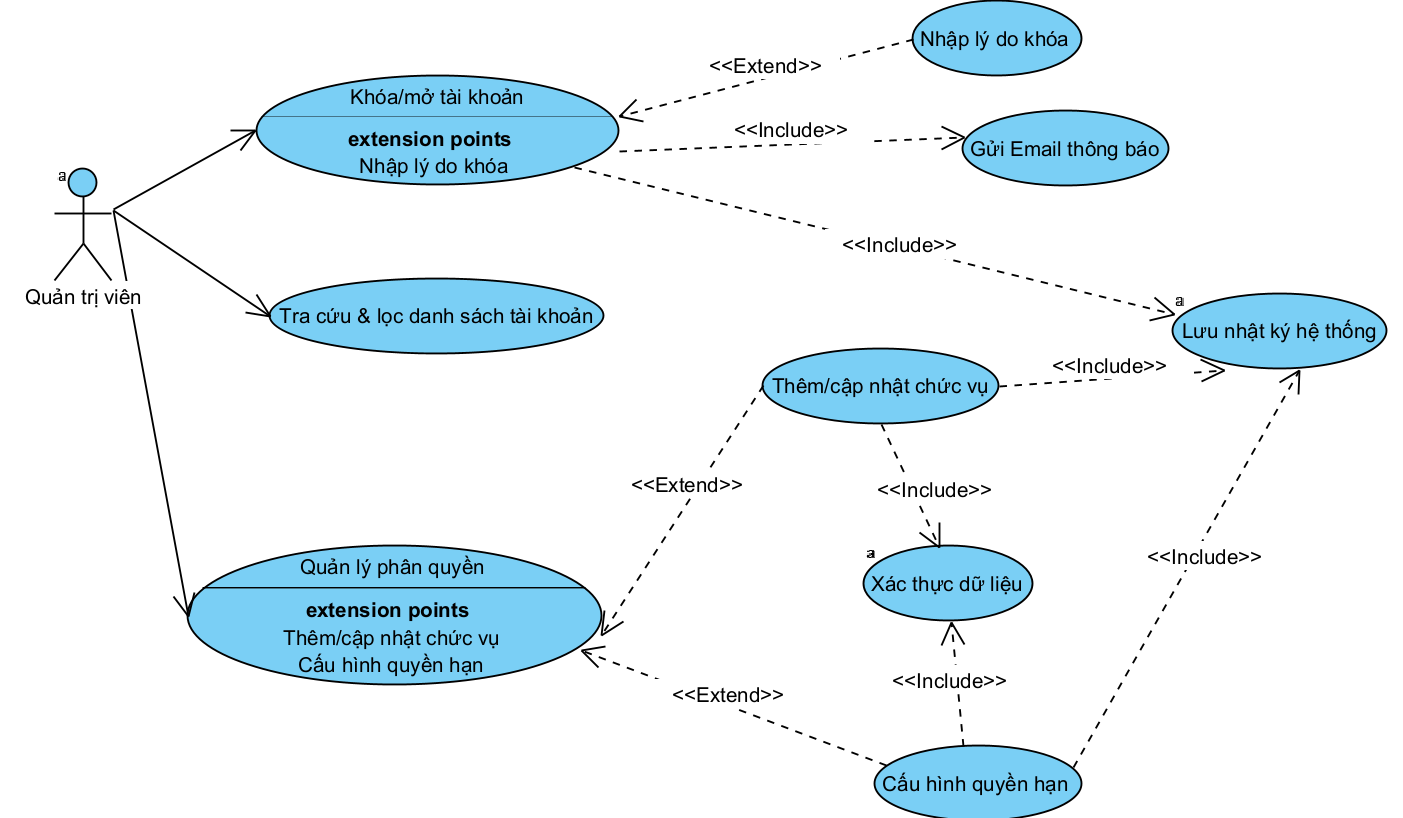 Nhập lý do khóa
<<Extend>>
Khóa/mở tài khoản
extension points
Nhập lý do khóa
<<Include>>
Gửi Email thông báo
a
Quản trị viên
<<Include>>
a
Lưu nhật ký hệ thống
Tra cứu & lọc danh sách tài khoản
<<Include>>
Thêm/cập nhật chức vụ
<<Extend>>
<<Include>>
a
Xác thực dữ liệu
<<Include>>
Quản lý phân quyền
extension points
Thêm/cập nhật chức vụ
Cấu hình quyền hạn
<<Include>>
<<Extend>>
Cấu hình quyền hạn